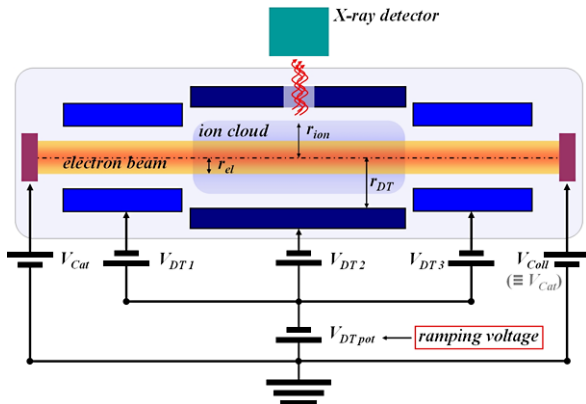 X-ray detector
ion cloud
r_ion
electron beam
r_el
r_DT
V_Cat
V_DT 1
V_DT 2
V_DT 3
V_Coll
(≡ V_Cat)
V_DT pot
ramping voltage